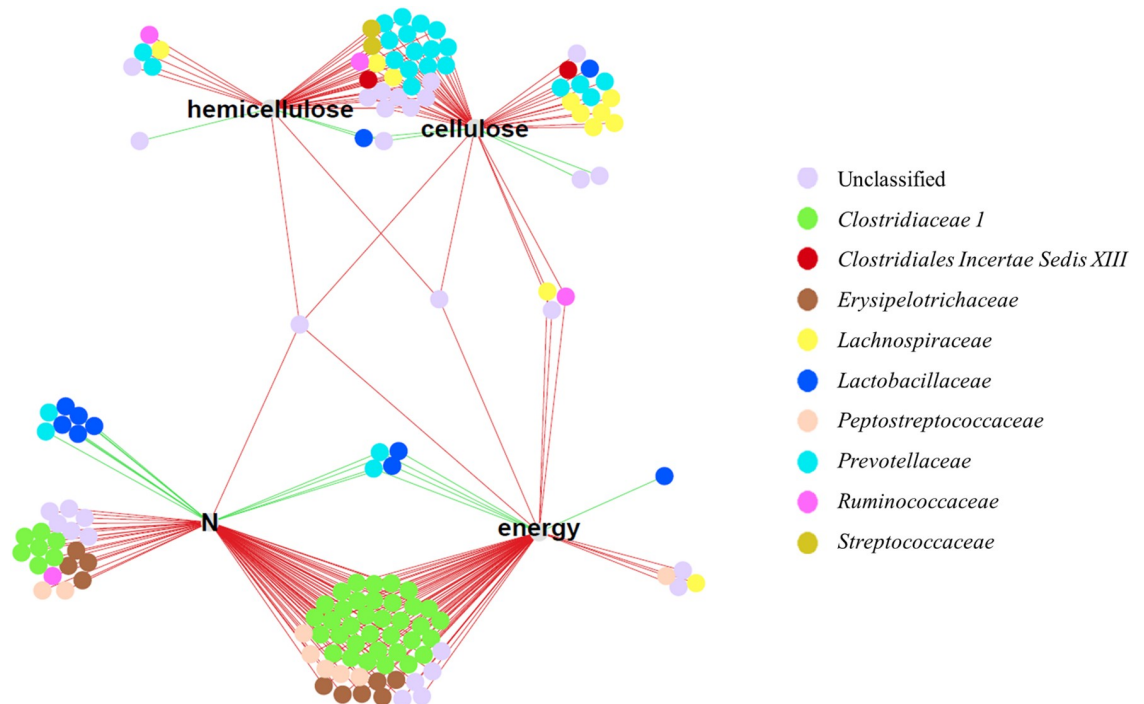 hemicellulose
cellulose
N
energy
Unclassified
Clostridiaceae 1
Clostridiales Incertae Sedis XIII
Erysipelotrichaceae
Lachnospiraceae
Lactobacillaceae
Peptostreptococcaceae
Prevotellaceae
Ruminococcaceae
Streptococcaceae